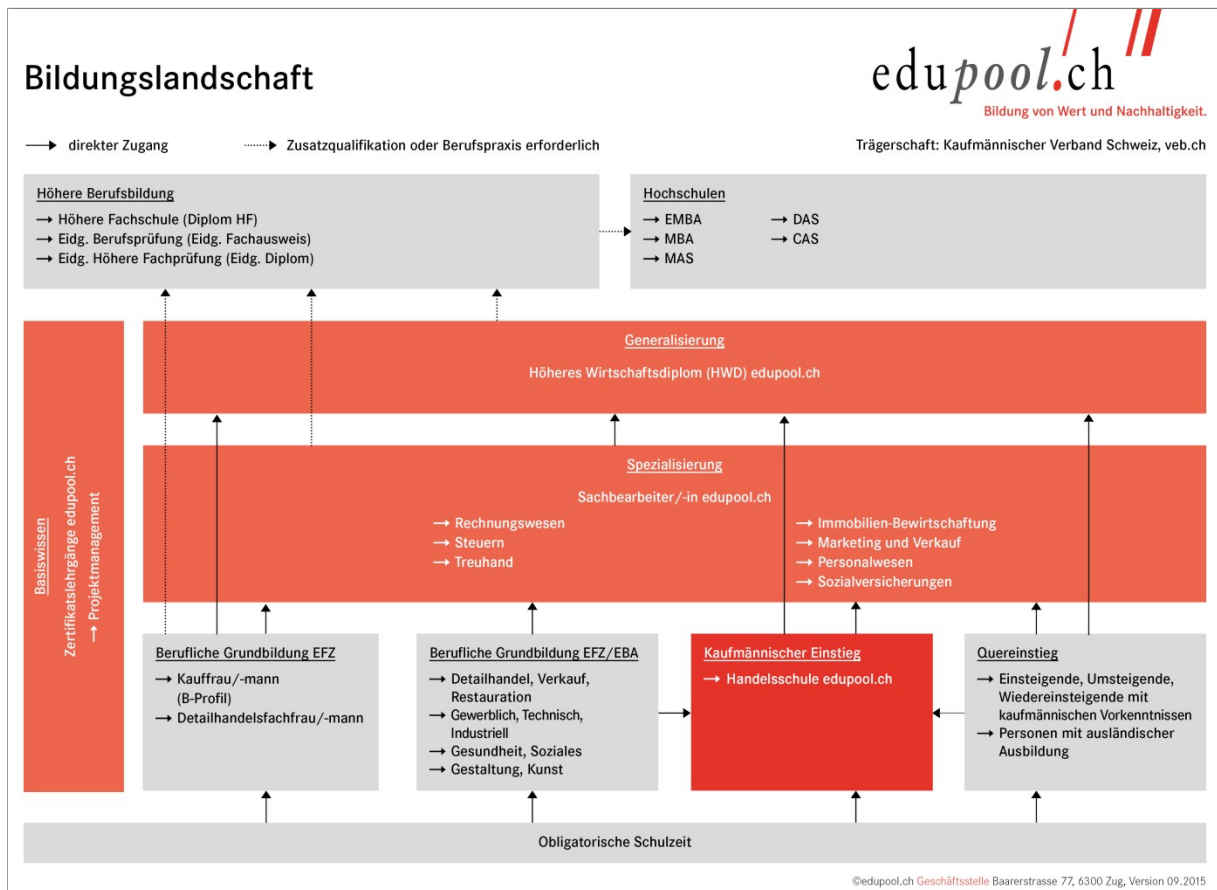 Bildungslandschaft
edupool.ch
Bildung von Wert und Nachhaltigkeit.
→ direkter Zugang
Zusatzqualifikation oder Berufspraxis erforderlich
Trägerschaft: Kaufmännischer Verband Schweiz, veb.ch
Höhere Berufsbildung
→ Höhere Fachschule (Diplom HF)
→ Eidg. Berufsprüfung (Eidg. Fachausweis)
→ Eidg. Höhere Fachprüfung (Eidg. Diplom)
Hochschulen
→ EMBA
→ MBA
→ MAS
→ DAS
→ CAS
Basiswissen
Zertifikatslehrgänge edupool.ch
→ Projektmanagement
Generalisierung
Höheres Wirtschaftsdiplom (HWD) edupool.ch
Spezialisierung
Sachbearbeiter/-in edupool.ch
→ Rechnungswesen
→ Steuern
→ Treuhand
→ Immobilien-Bewirtschaftung
→ Marketing und Verkauf
→ Personalwesen
→ Sozialversicherungen
Berufliche Grundbildung EFZ
→ Kauffrau/-mann
(B-Profil)
→ Detailhandelsfachfrau/-mann
Berufliche Grundbildung EFZ/EBA
→ Detailhandel, Verkauf,
Restauration
→ Gewerblich, Technisch,
Industriell
→ Gesundheit, Soziales
→ Gestaltung, Kunst
Kaufmännischer Einstieg
→ Handelsschule edupool.ch
Quereinstieg
→ Einsteigende, Umsteigende,
Wiedereinsteigende mit
kaufmännischen Vorkenntnissen
→ Personen mit ausländischer
Ausbildung
Obligatorische Schulzeit
©edupool.ch Geschäftsstelle Baarerstrasse 77, 6300 Zug, Version 09.2015